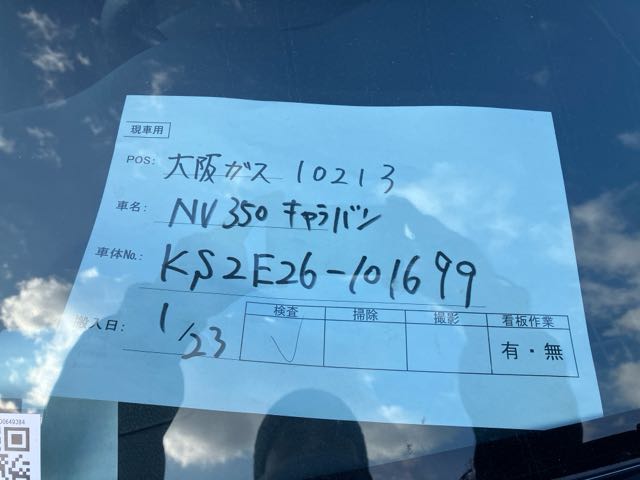 現車用
POS: 大阪ガス 10213
車名: NV350 キャラバン
車体No.: KS2E26-101699
搬入日: 1/23
検査 掃除 撮影 看板作業
✓ 有・無